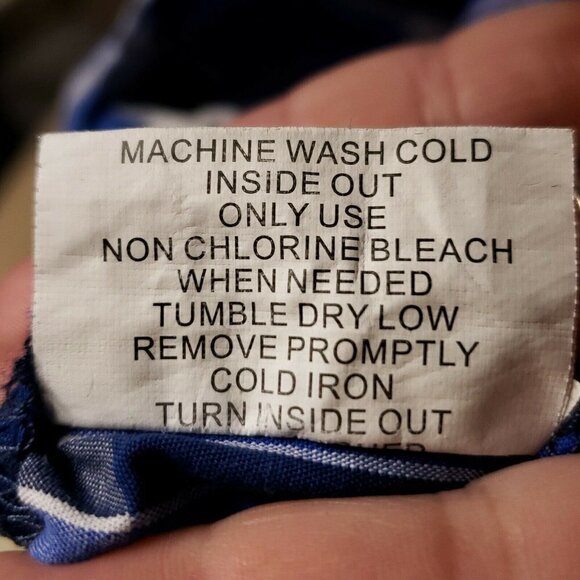 MACHINE WASH COLD
INSIDE OUT
ONLY USE
NON CHLORINE BLEACH
WHEN NEEDED
TUMBLE DRY LOW
REMOVE PROMPTLY
COLD IRON
TURN INSIDE OUT